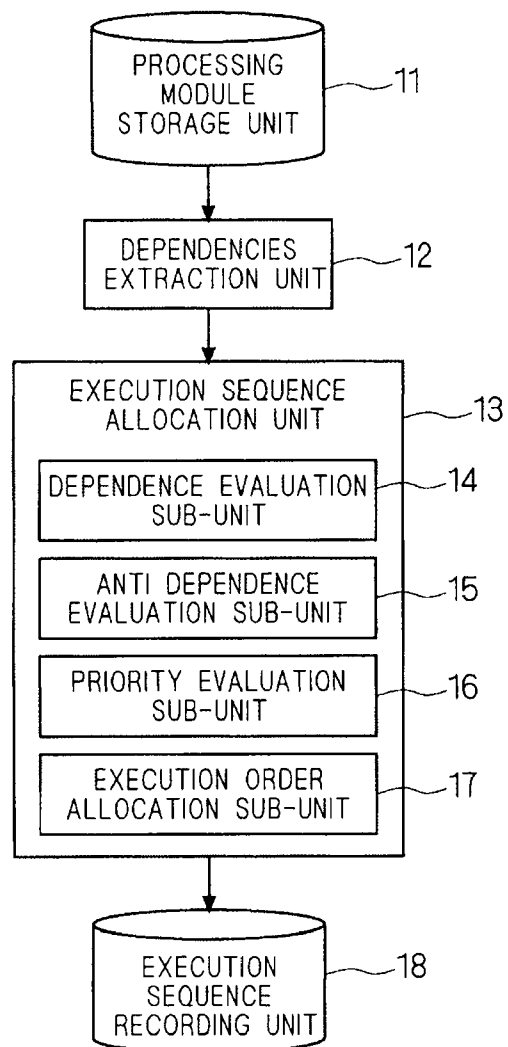 PROCESSING
MODULE
STORAGE UNIT
11
DEPENDENCIES
EXTRACTION UNIT
12
EXECUTION SEQUENCE
ALLOCATION UNIT
13
DEPENDENCE EVALUATION
SUB-UNIT
14
ANTI DEPENDENCE
EVALUATION SUB-UNIT
15
PRIORITY EVALUATION
SUB-UNIT
16
EXECUTION ORDER
ALLOCATION SUB-UNIT
17
EXECUTION
SEQUENCE
RECORDING UNIT
18